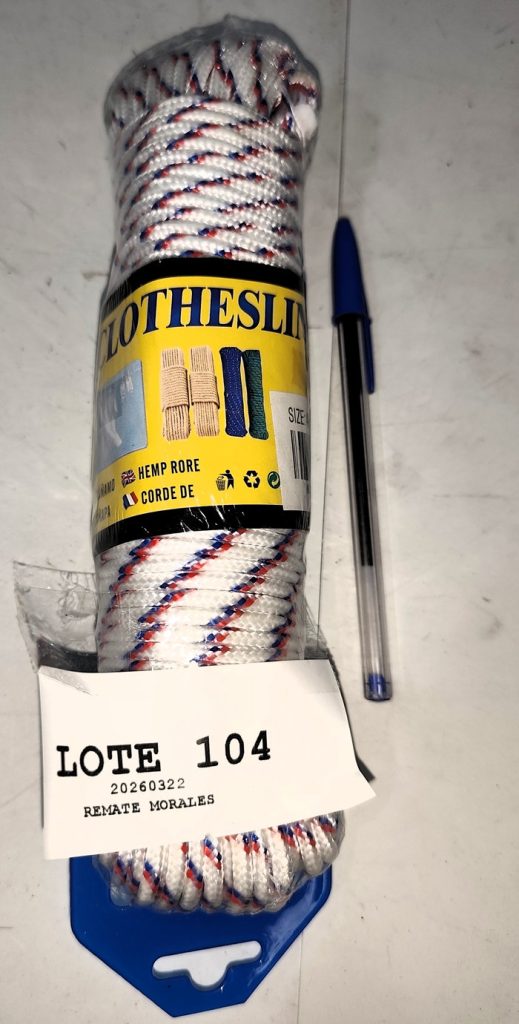 CLOTHESLIN
SIZE:
HEMP RORE
CORDE DE
LOTE 104
20260322
REMATE MORALES